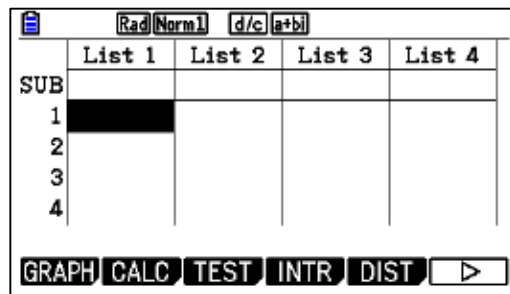 Rad Norm1 d/c a+bi
List 1 List 2 List 3 List 4
SUB
1
2
3
4
GRAPH CALC TEST INTR DIST ▷